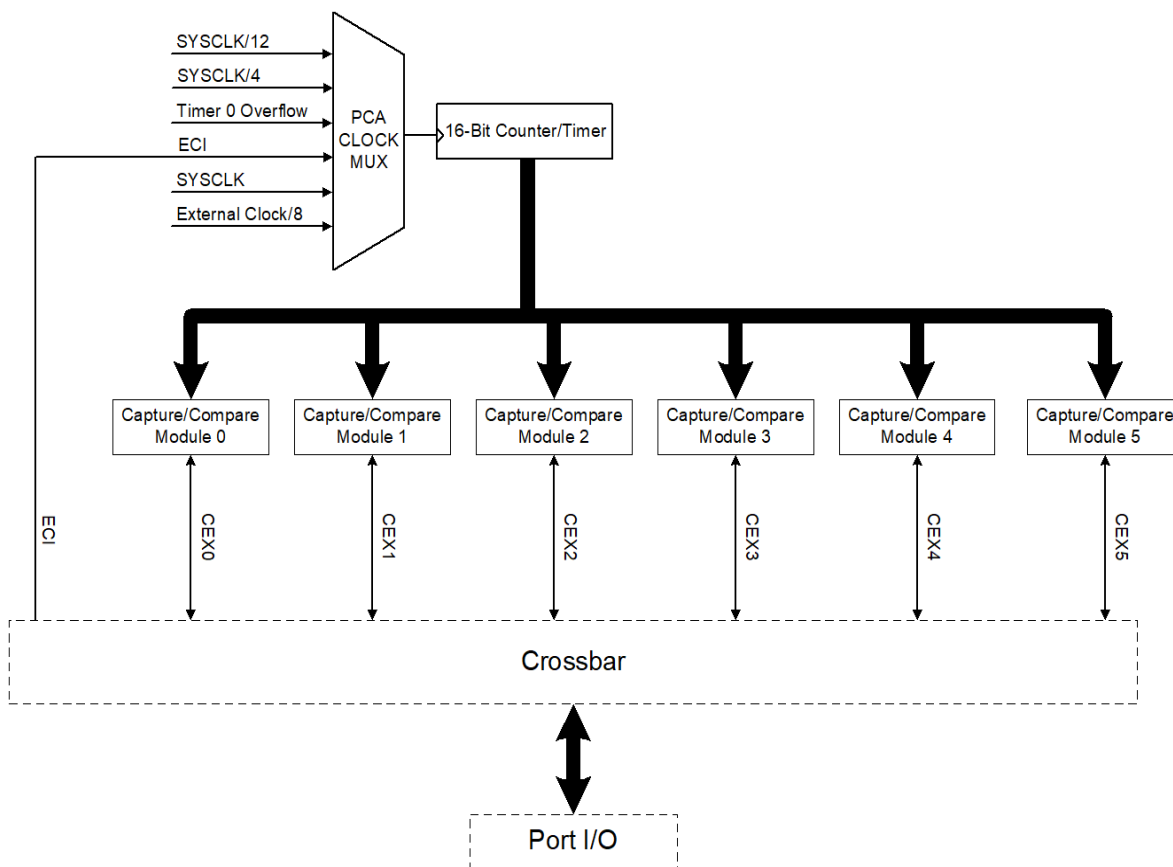 SYSCLK/12
SYSCLK/4
Timer 0 Overflow
ECI
SYSCLK
External Clock/8
PCA
CLOCK
MUX
16-Bit Counter/Timer
Capture/Compare
Module 0
Capture/Compare
Module 1
Capture/Compare
Module 2
Capture/Compare
Module 3
Capture/Compare
Module 4
Capture/Compare
Module 5
ECI
CEX0
CEX1
CEX2
CEX3
CEX4
CEX5
Crossbar
Port I/O